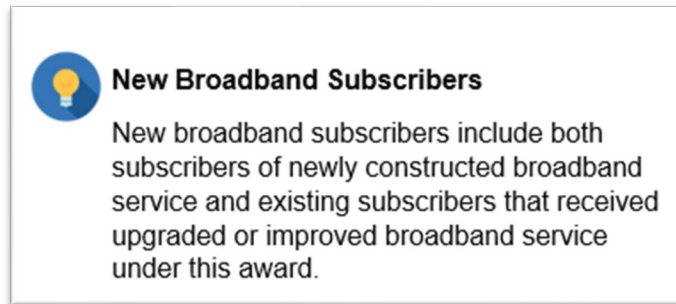 New Broadband Subscribers
New broadband subscribers include both
subscribers of newly constructed broadband
service and existing subscribers that received
upgraded or improved broadband service
under this award.